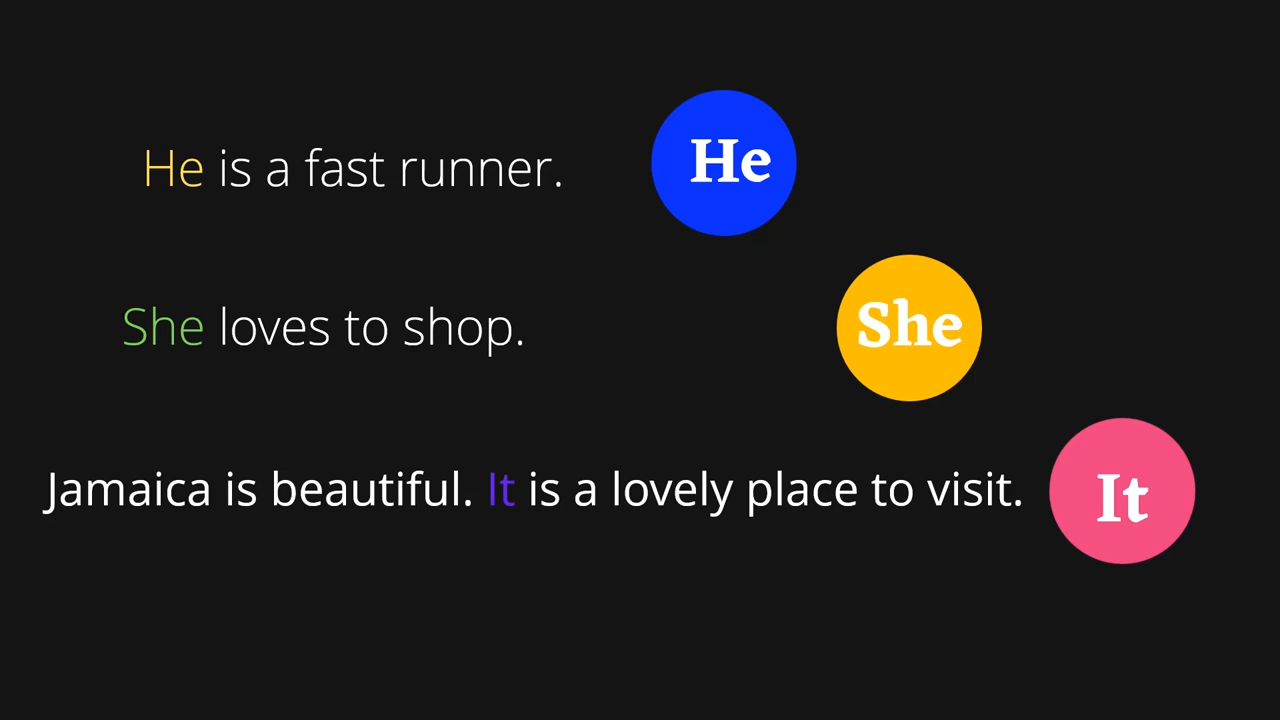 He is a fast runner.
He
She loves to shop.
She
Jamaica is beautiful. It is a lovely place to visit.
It